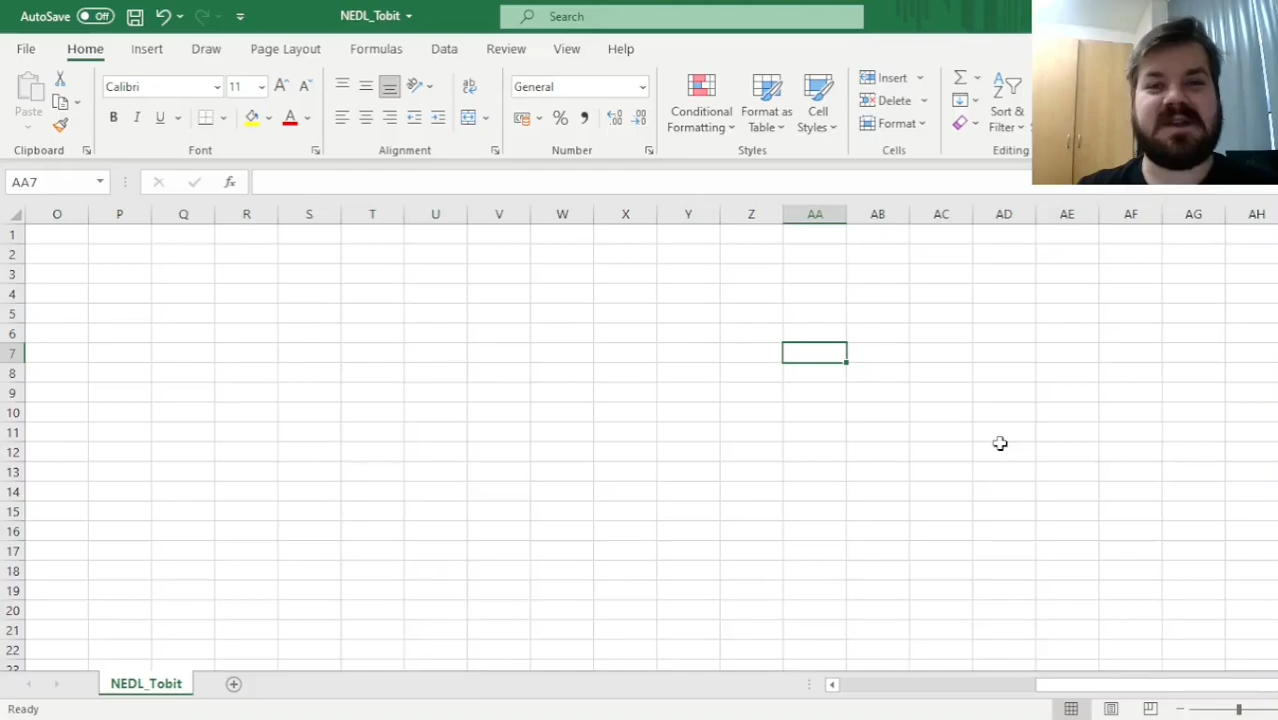 AutoSave Off NEDL_Tobit Search
File Home Insert Draw Page Layout Formulas Data Review View Help
Paste
Clipboard
Calibri 11
B I U
Font
Alignment
General
Number
Conditional Formatting
Format as Table
Cell Styles
Styles
Insert
Delete
Format
Cells
Sort & Filter
Editing
AA7 fx
O P Q R S T U V W X Y Z AA AB AC AD AE AF AG AH
1
2
3
4
5
6
7
8
9
10
11
12
13
14
15
16
17
18
19
20
21
22
23
NEDL_Tobit
Ready